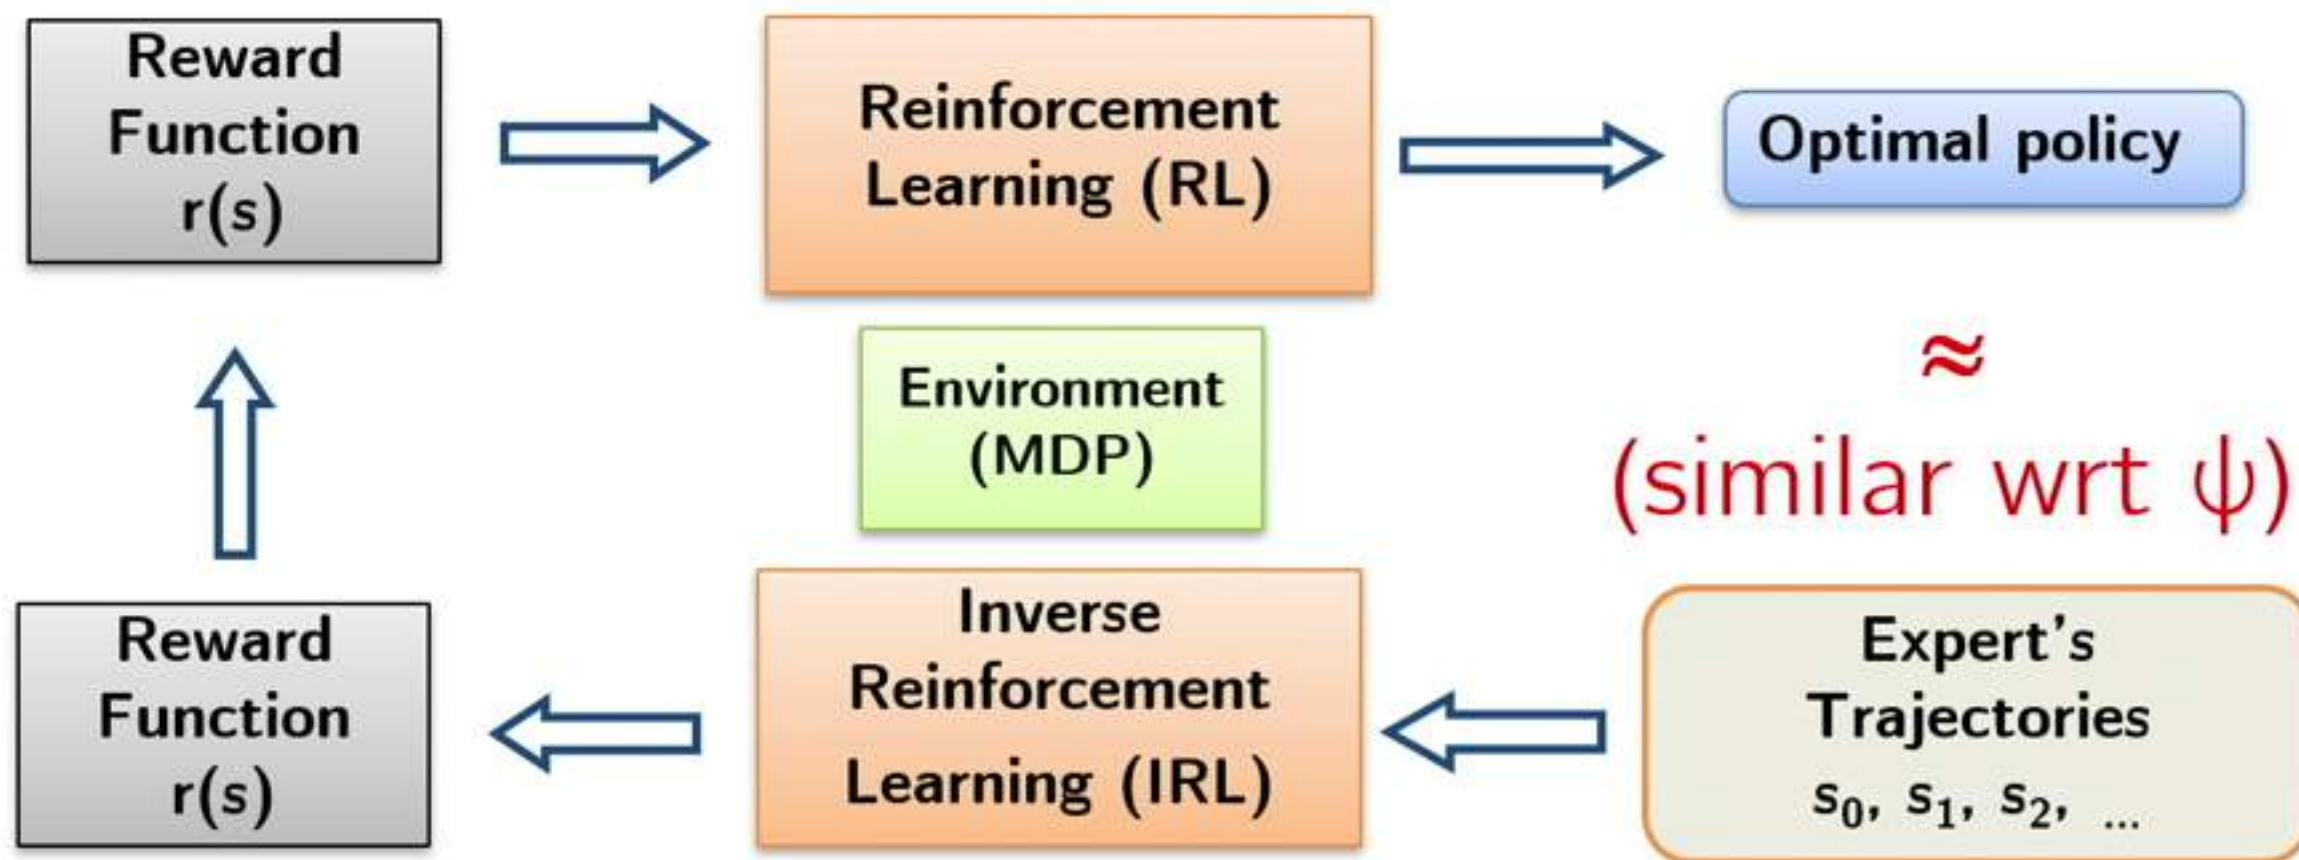 Reward
Function
r(s)
Reinforcement
Learning (RL)
Optimal policy
Environment
(MDP)
≈
(similar wrt ψ)
Reward
Function
r(s)
Inverse
Reinforcement
Learning (IRL)
Expert's
Trajectories
s₀, s₁, s₂, ...